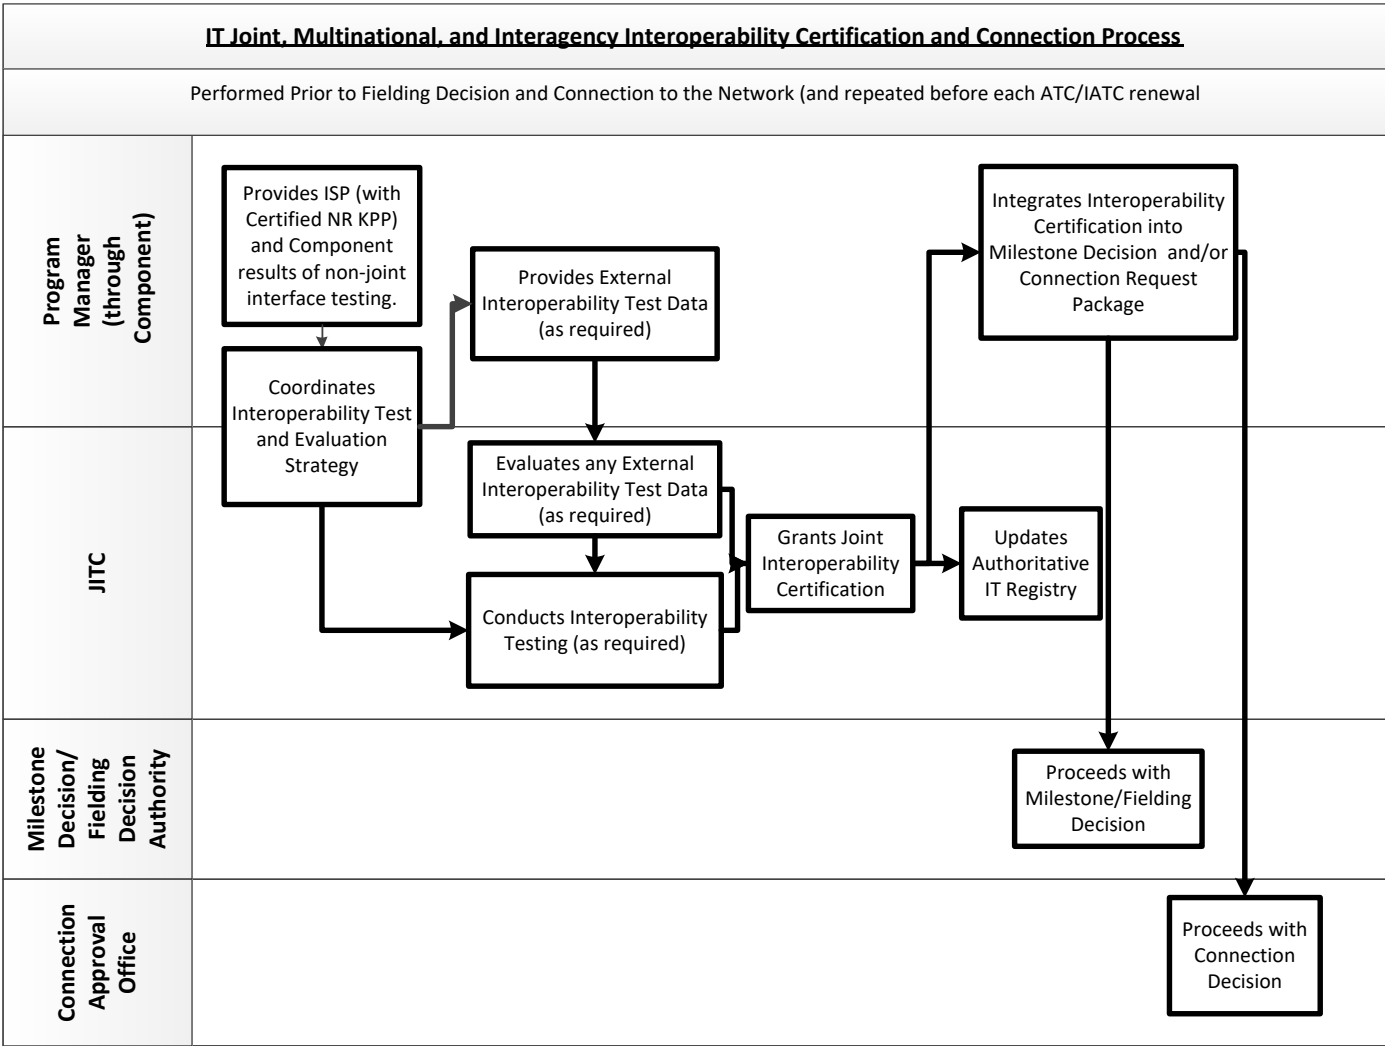 IT Joint, Multinational, and Interagency Interoperability Certification and Connection Process
Performed Prior to Fielding Decision and Connection to the Network (and repeated before each ATC/IATC renewal
Program
Manager
(through
Component)
Provides ISP (with
Certified NR KPP)
and Component
results of non-joint
interface testing.
Coordinates
Interoperability Test
and Evaluation
Strategy
Provides External
Interoperability Test Data
(as required)
Integrates Interoperability
Certification into
Milestone Decision and/or
Connection Request
Package
JITC
Evaluates any External
Interoperability Test Data
(as required)
Conducts Interoperability
Testing (as required)
Grants Joint
Interoperability
Certification
Updates
Authoritative
IT Registry
Milestone
Decision/
Fielding
Decision
Authority
Proceeds with
Milestone/Fielding
Decision
Connection
Approval
Office
Proceeds with
Connection
Decision